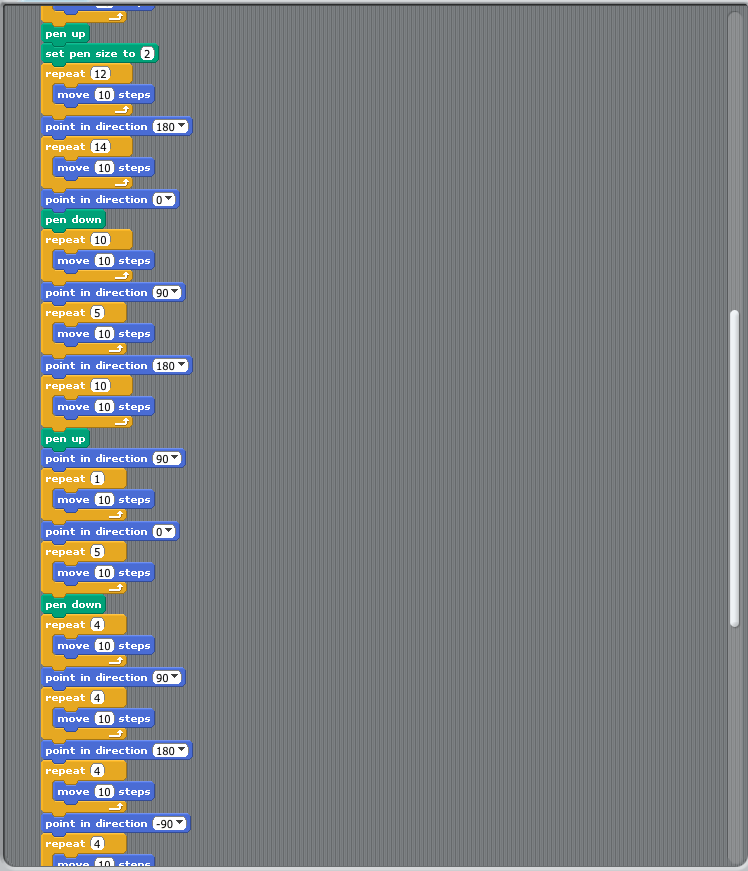 pen up
set pen size to 2
repeat 12
move 10 steps
point in direction 180
repeat 14
move 10 steps
point in direction 0
pen down
repeat 10
move 10 steps
point in direction 90
repeat 5
move 10 steps
point in direction 180
repeat 10
move 10 steps
pen up
point in direction 90
repeat 1
move 10 steps
point in direction 0
repeat 5
move 10 steps
pen down
repeat 4
move 10 steps
point in direction 90
repeat 4
move 10 steps
point in direction 180
repeat 4
move 10 steps
point in direction -90
repeat 4
move 10 steps